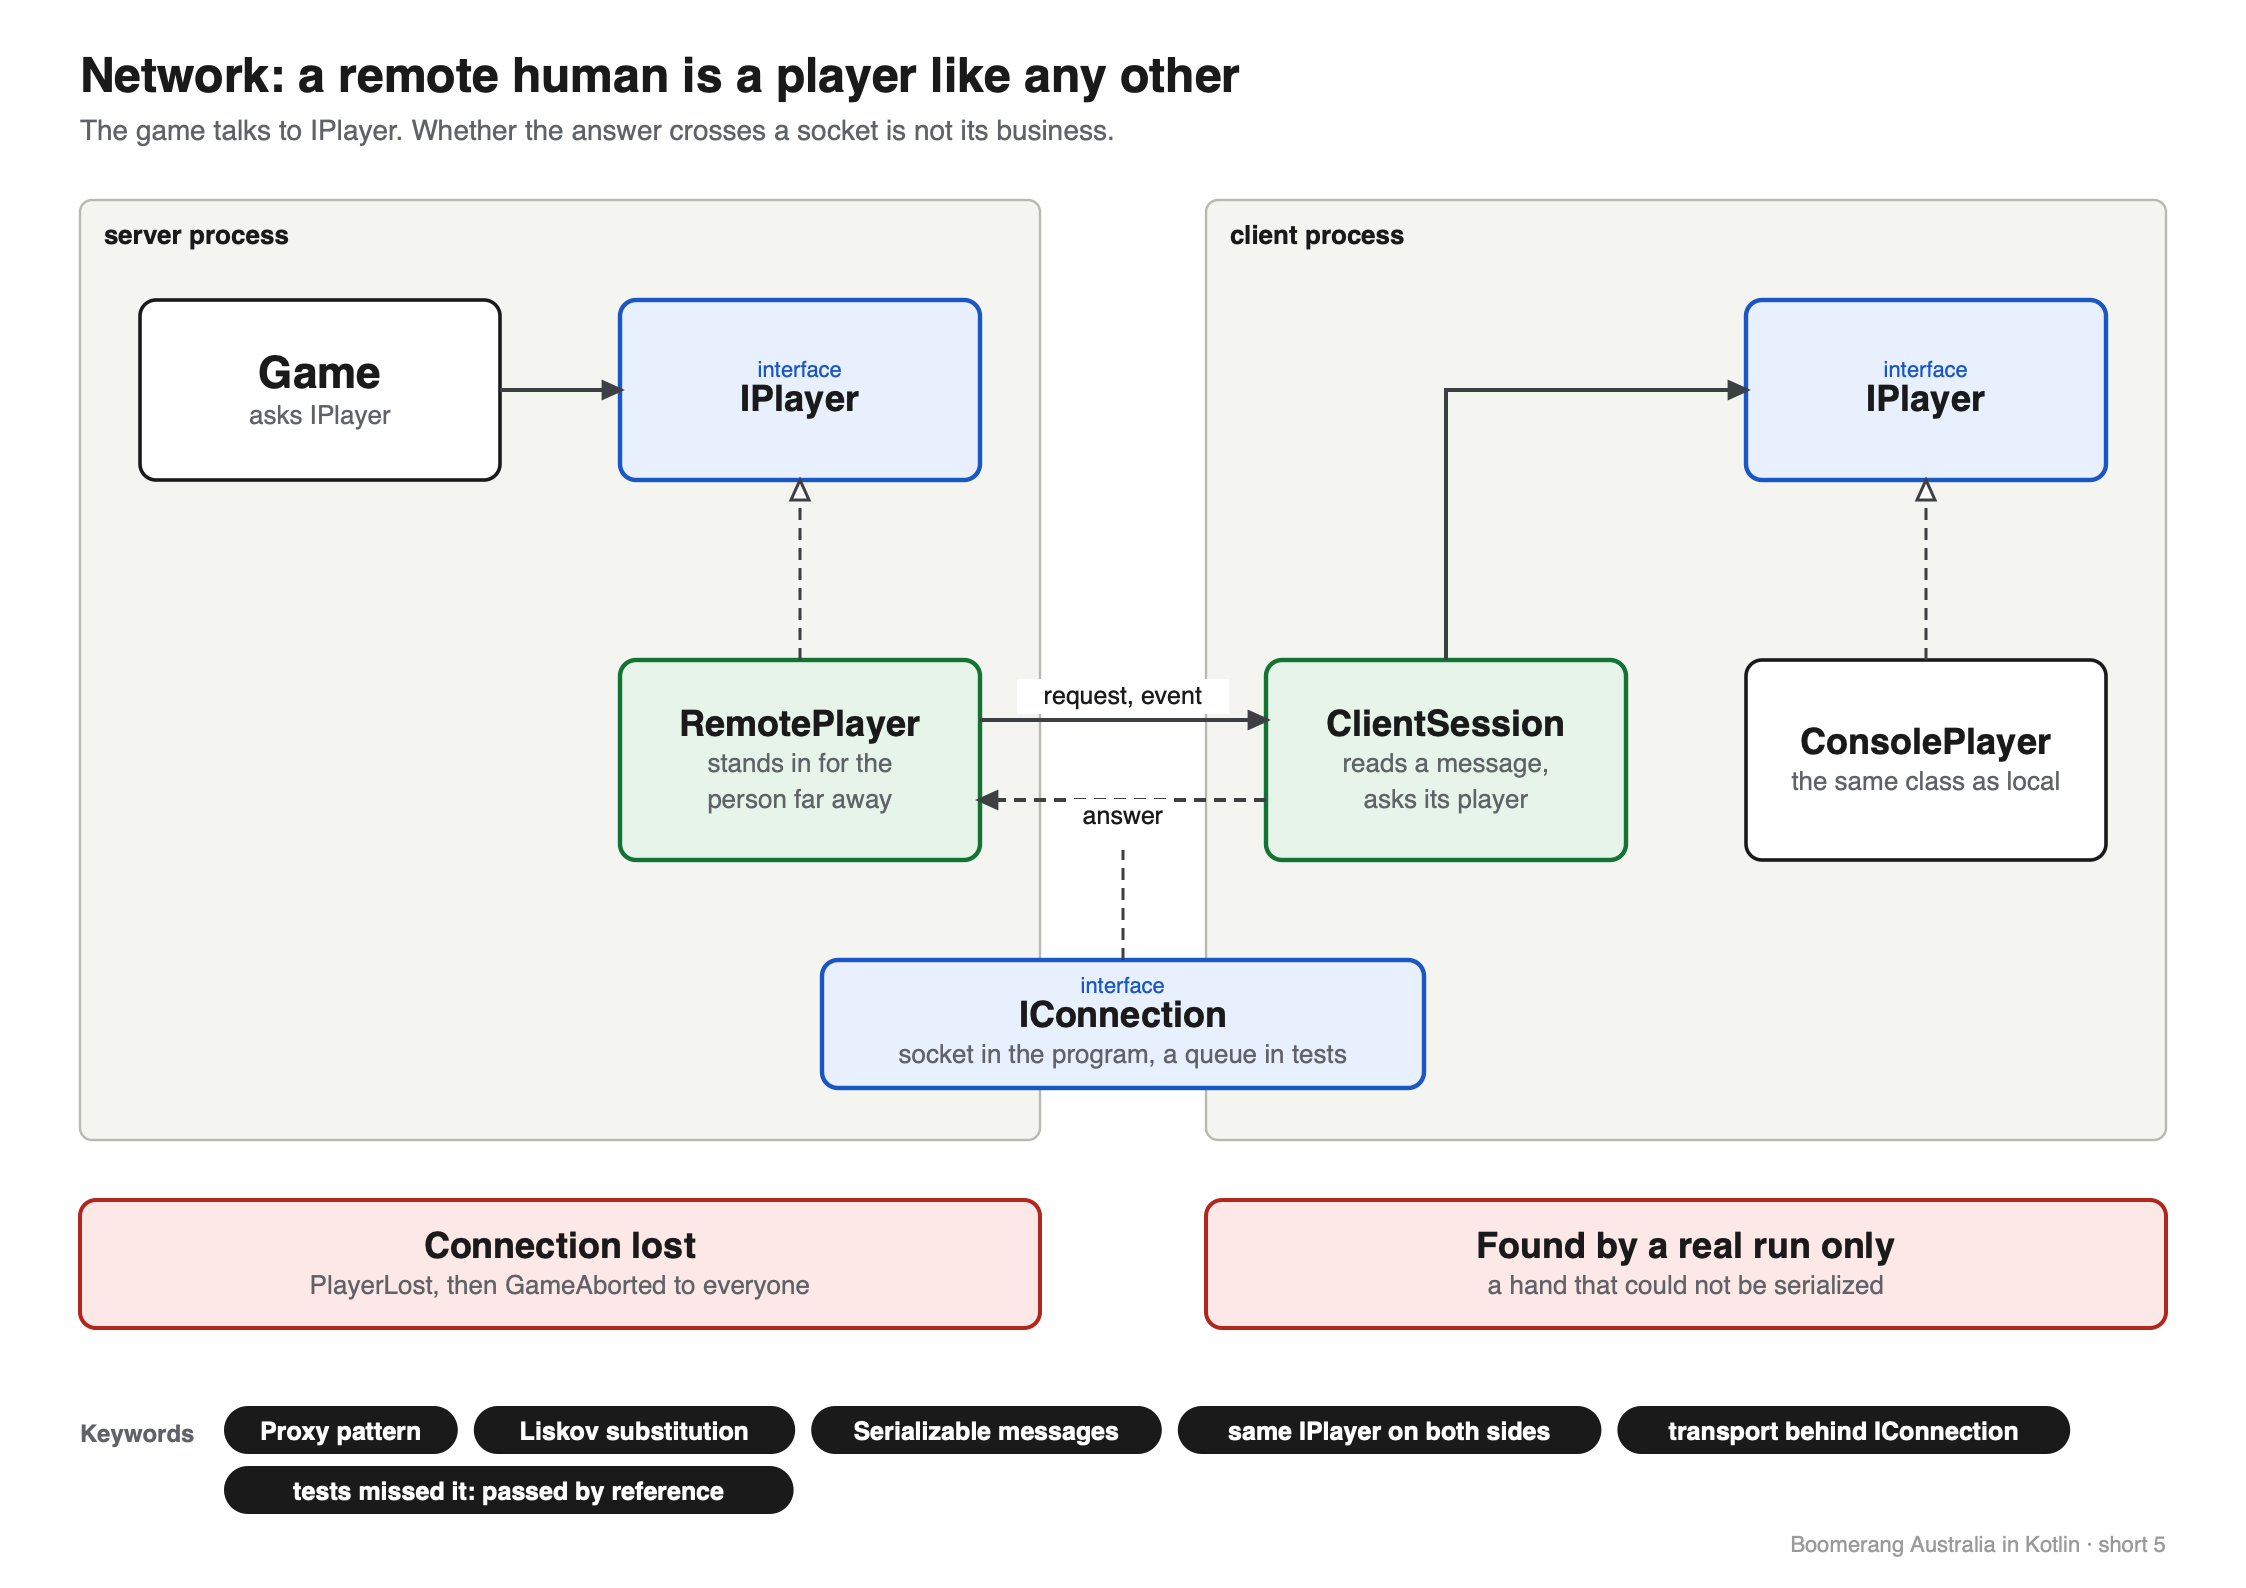 Network: a remote human is a player like any other
The game talks to IPlayer. Whether the answer crosses a socket is not its business.
server process
Game
asks IPlayer
interface
IPlayer
RemotePlayer
stands in for the
person far away
request, event
answer
client process
interface
IPlayer
ClientSession
reads a message,
asks its player
ConsolePlayer
the same class as local
interface
IConnection
socket in the program, a queue in tests
Connection lost
PlayerLost, then GameAborted to everyone
Found by a real run only
a hand that could not be serialized
Keywords
Proxy pattern
Liskov substitution
Serializable messages
same IPlayer on both sides
transport behind IConnection
tests missed it: passed by reference
Boomerang Australia in Kotlin · short 5